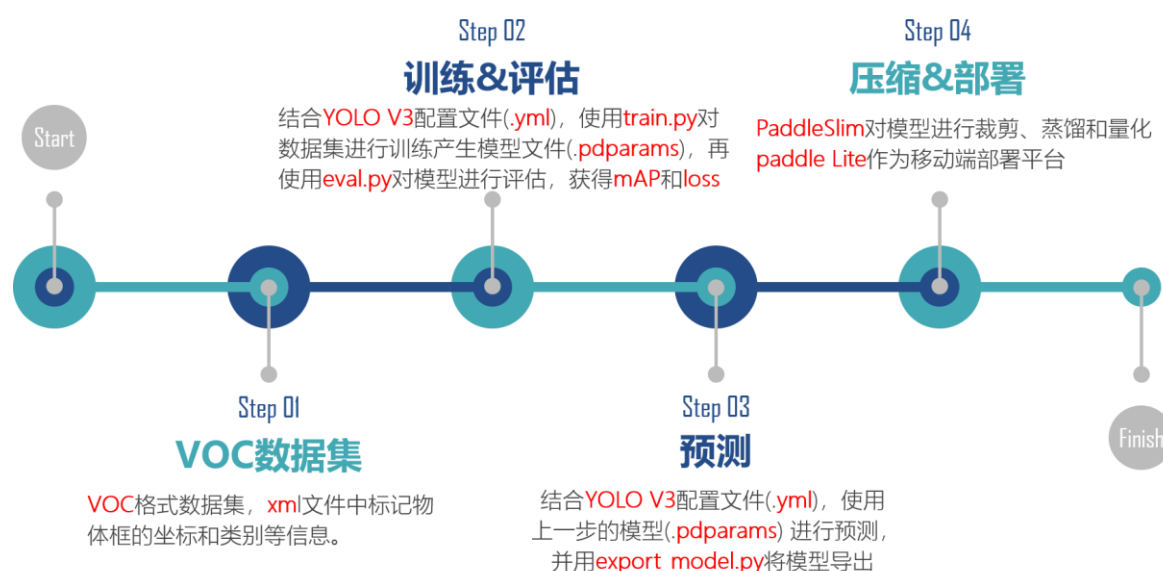 Start
Step 01
VOC数据集
VOC格式数据集，xml文件中标记物
体框的坐标和类别等信息。
Step 02
训练&评估
结合YOLO V3配置文件(.yml)，使用train.py对
数据集进行训练产生模型文件(.pdparams)，再
使用eval.py对模型进行评估，获得mAP和loss
Step 03
预测
结合YOLO V3配置文件(.yml)，使用
上一步的模型(.pdparams) 进行预测，
并用export_model.py将模型导出
Step 04
压缩&部署
PaddleSlim对模型进行裁剪、蒸馏和量化
paddle Lite作为移动端部署平台
Finish